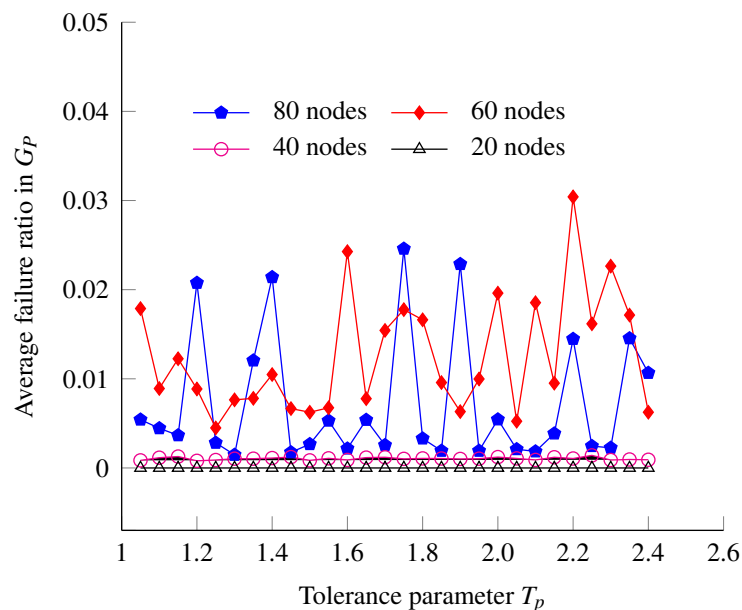 0.05
0.04
0.03
0.02
0.01
0
Average failure ratio in G_P
80 nodes 60 nodes
40 nodes 20 nodes
1 1.2 1.4 1.6 1.8 2.0 2.2 2.4 2.6
Tolerance parameter T_p